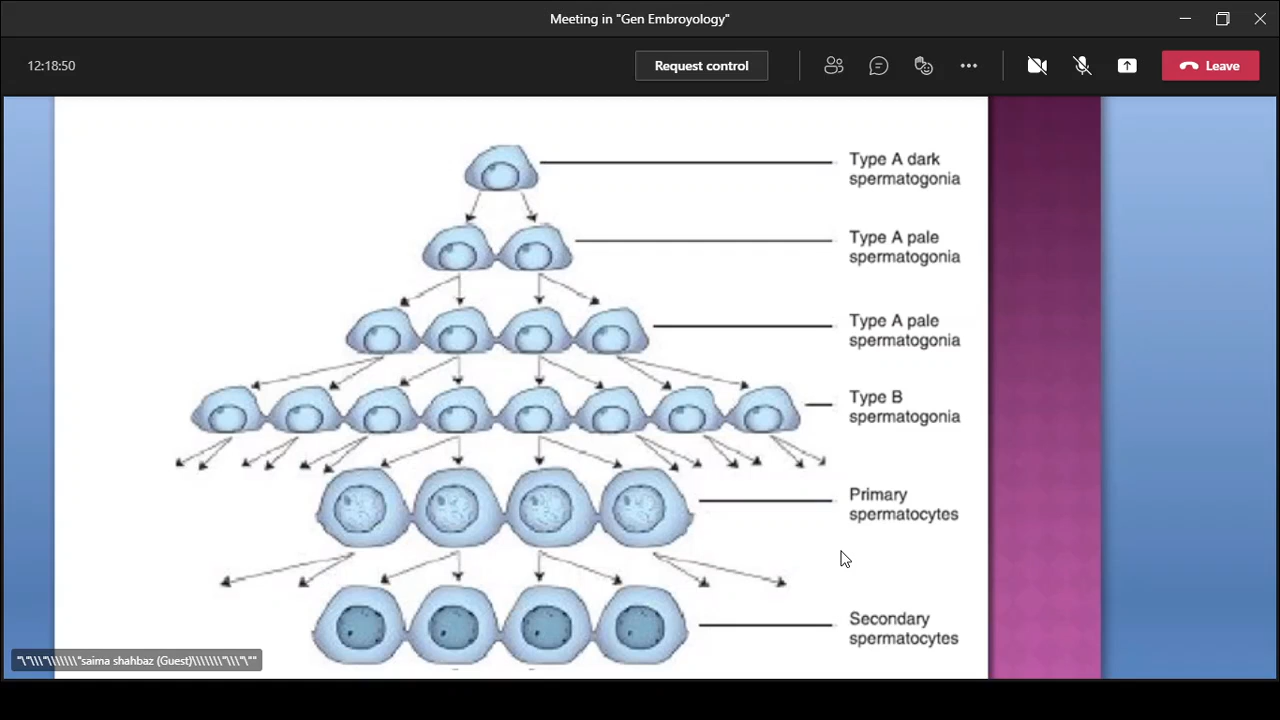 Meeting in "Gen Embroyology"
12:18:50
Request control
Leave
Type A dark
spermatogonia
Type A pale
spermatogonia
Type A pale
spermatogonia
Type B
spermatogonia
Primary
spermatocytes
Secondary
spermatocytes
"\"\\\"\\\\\\\"saima shahbaz (Guest)\\\\\\\"\\\"\""